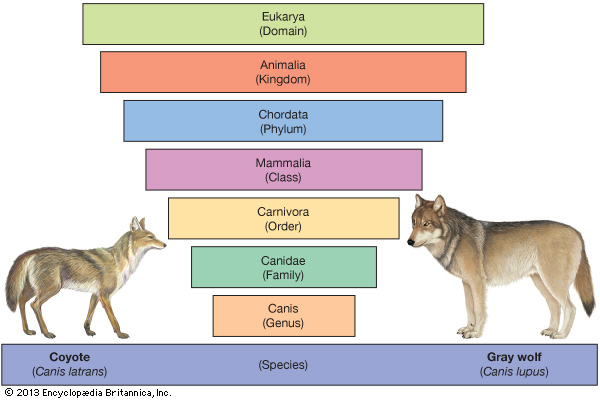 Eukarya
(Domain)
Animalia
(Kingdom)
Chordata
(Phylum)
Mammalia
(Class)
Carnivora
(Order)
Canidae
(Family)
Canis
(Genus)
Coyote
(Canis latrans)
(Species)
Gray wolf
(Canis lupus)
© 2013 Encyclopædia Britannica, Inc.